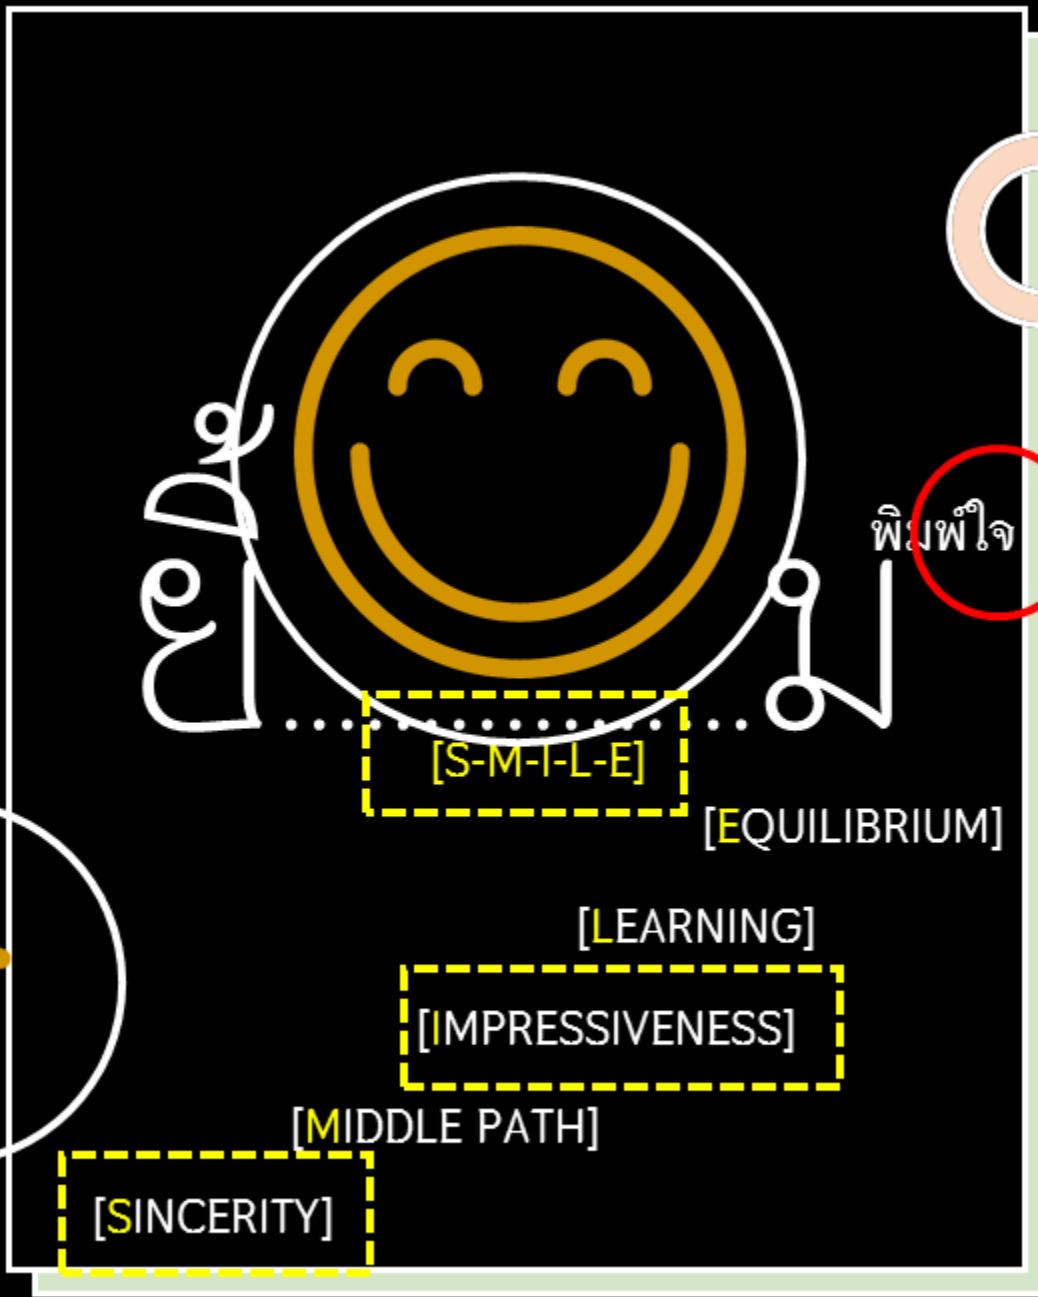 พิมพ์ใจ
ยิ้.................ม
[S-M-I-L-E]
[EQUILIBRIUM]
[LEARNING]
[IMPRESSIVENESS]
[MIDDLE PATH]
[SINCERITY]